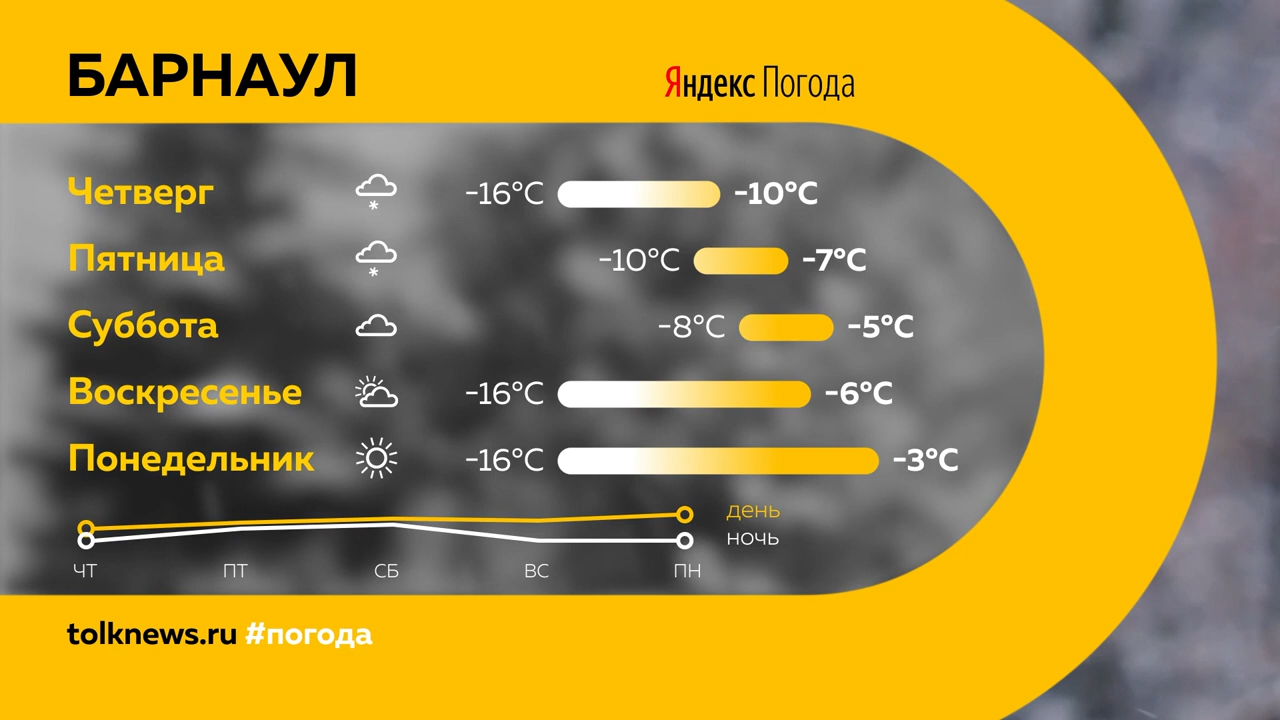 БАРНАУЛ
Яндекс Погода
Четверг -16°C -10°C
Пятница -10°C -7°C
Суббота -8°C -5°C
Воскресенье -16°C -6°C
Понедельник -16°C -3°C
день
ночь
ЧТ ПТ СБ ВС ПН
tolknews.ru #погода